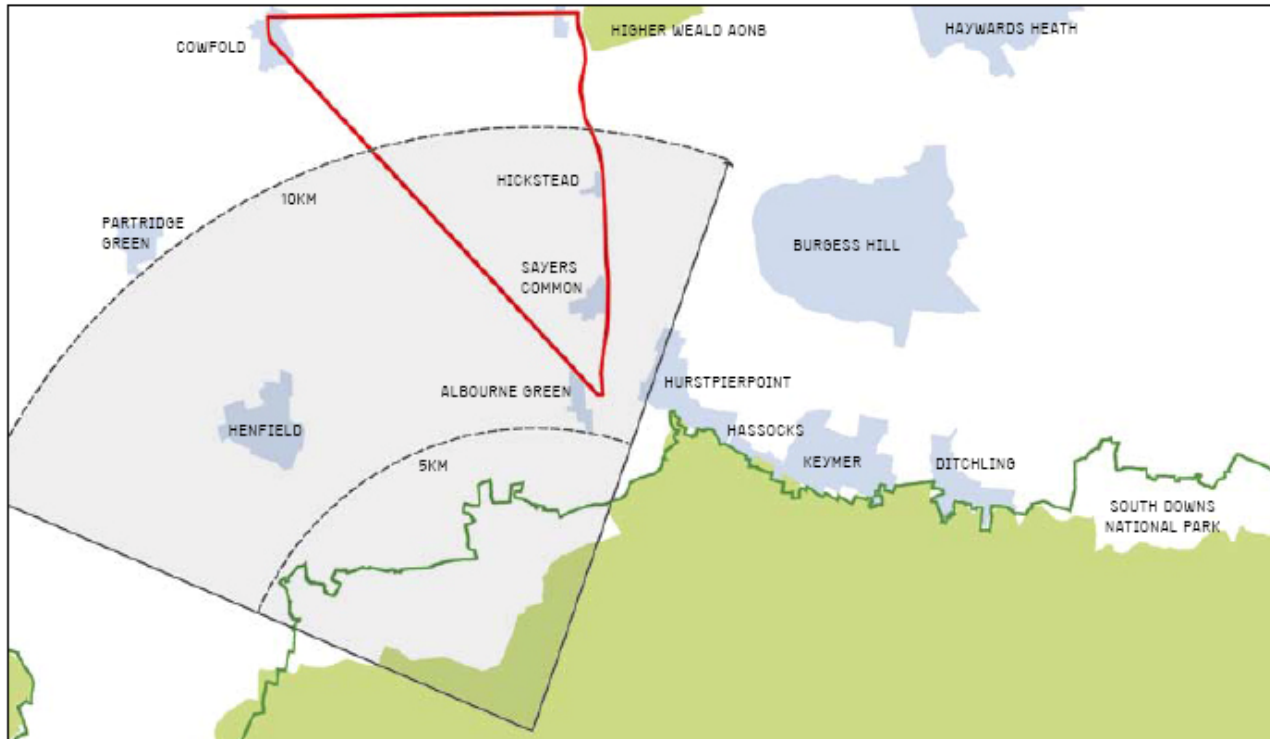 HIGHER WEALD AONB
HAYWARDS HEATH
COWFOLD
HICKSTEAD
10KM
PARTRIDGE
GREEN
BURGESS HILL
SAYERS
COMMON
ALBOURNE GREEN
HURSTPIERPOINT
HENFIELD
HASSOCKS
5KM
KEYMER
DITCHLING
SOUTH DOWNS
NATIONAL PARK